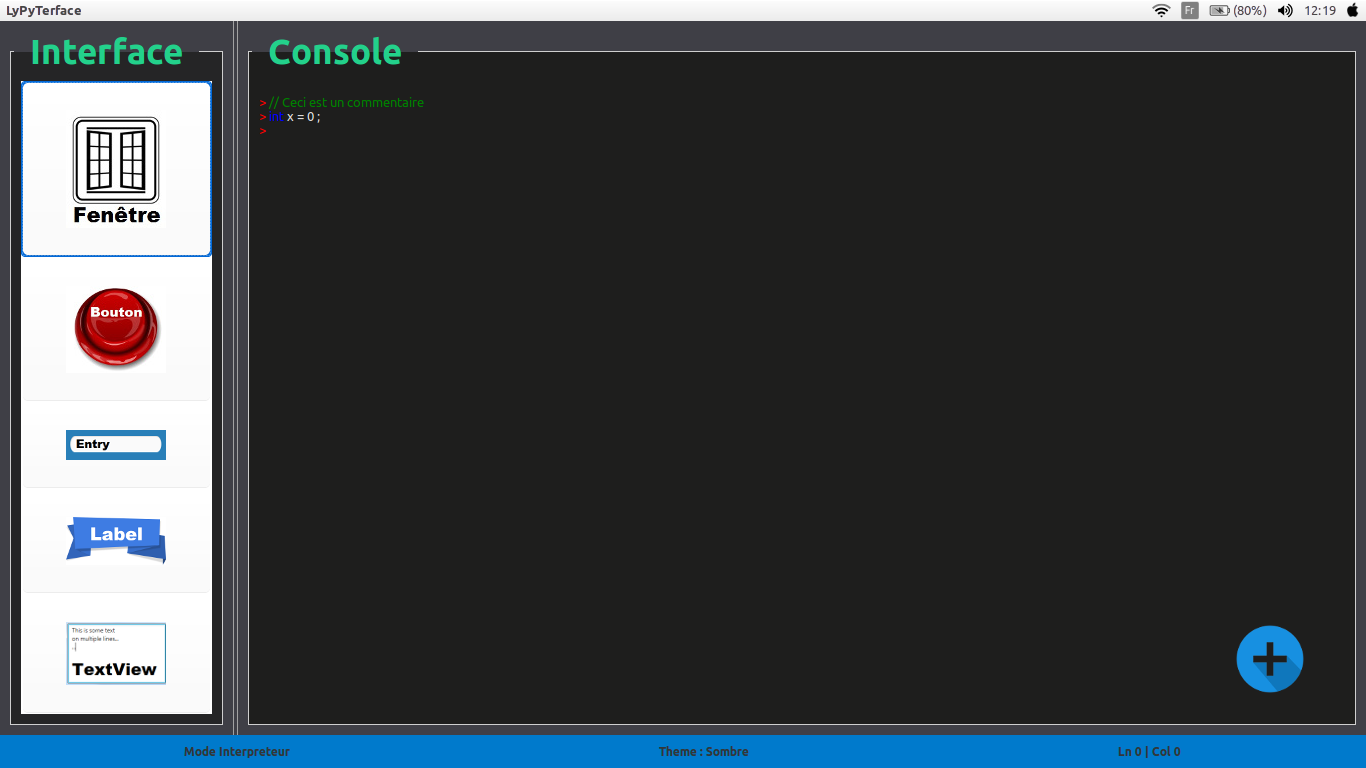 LyPyTerface
Fr
(80%)
12:19
Interface
Fenêtre
Bouton
Entry
Label
This is some text
on multiple lines...
..
TextView
Console
> // Ceci est un commentaire
> int x = 0 ;
>
Mode Interpreteur
Theme : Sombre
Ln 0 | Col 0